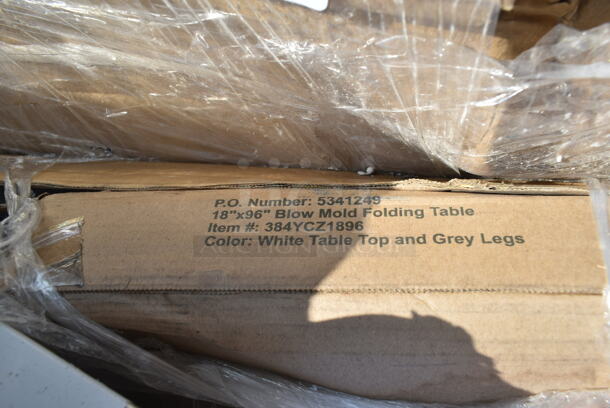 P.O. Number: 5341249
18"x96" Blow Mold Folding Table
Item #: 384YCZ1896
Color: White Table Top and Grey Legs